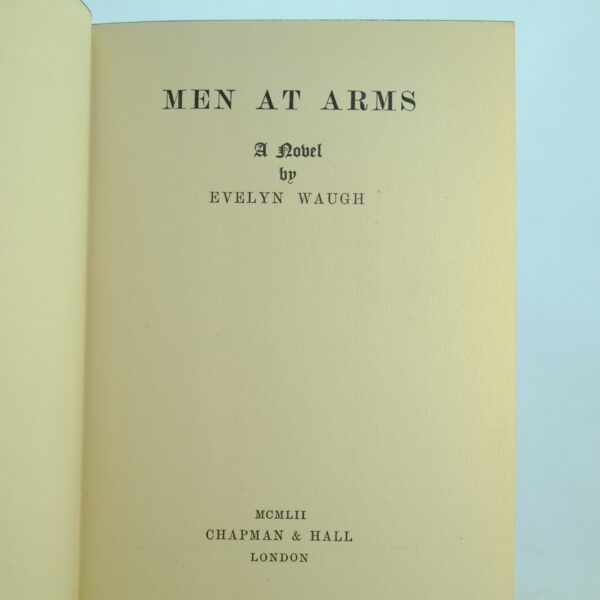 MEN AT ARMS
A Novel
by
EVELYN WAUGH
MCMLII
CHAPMAN & HALL
LONDON